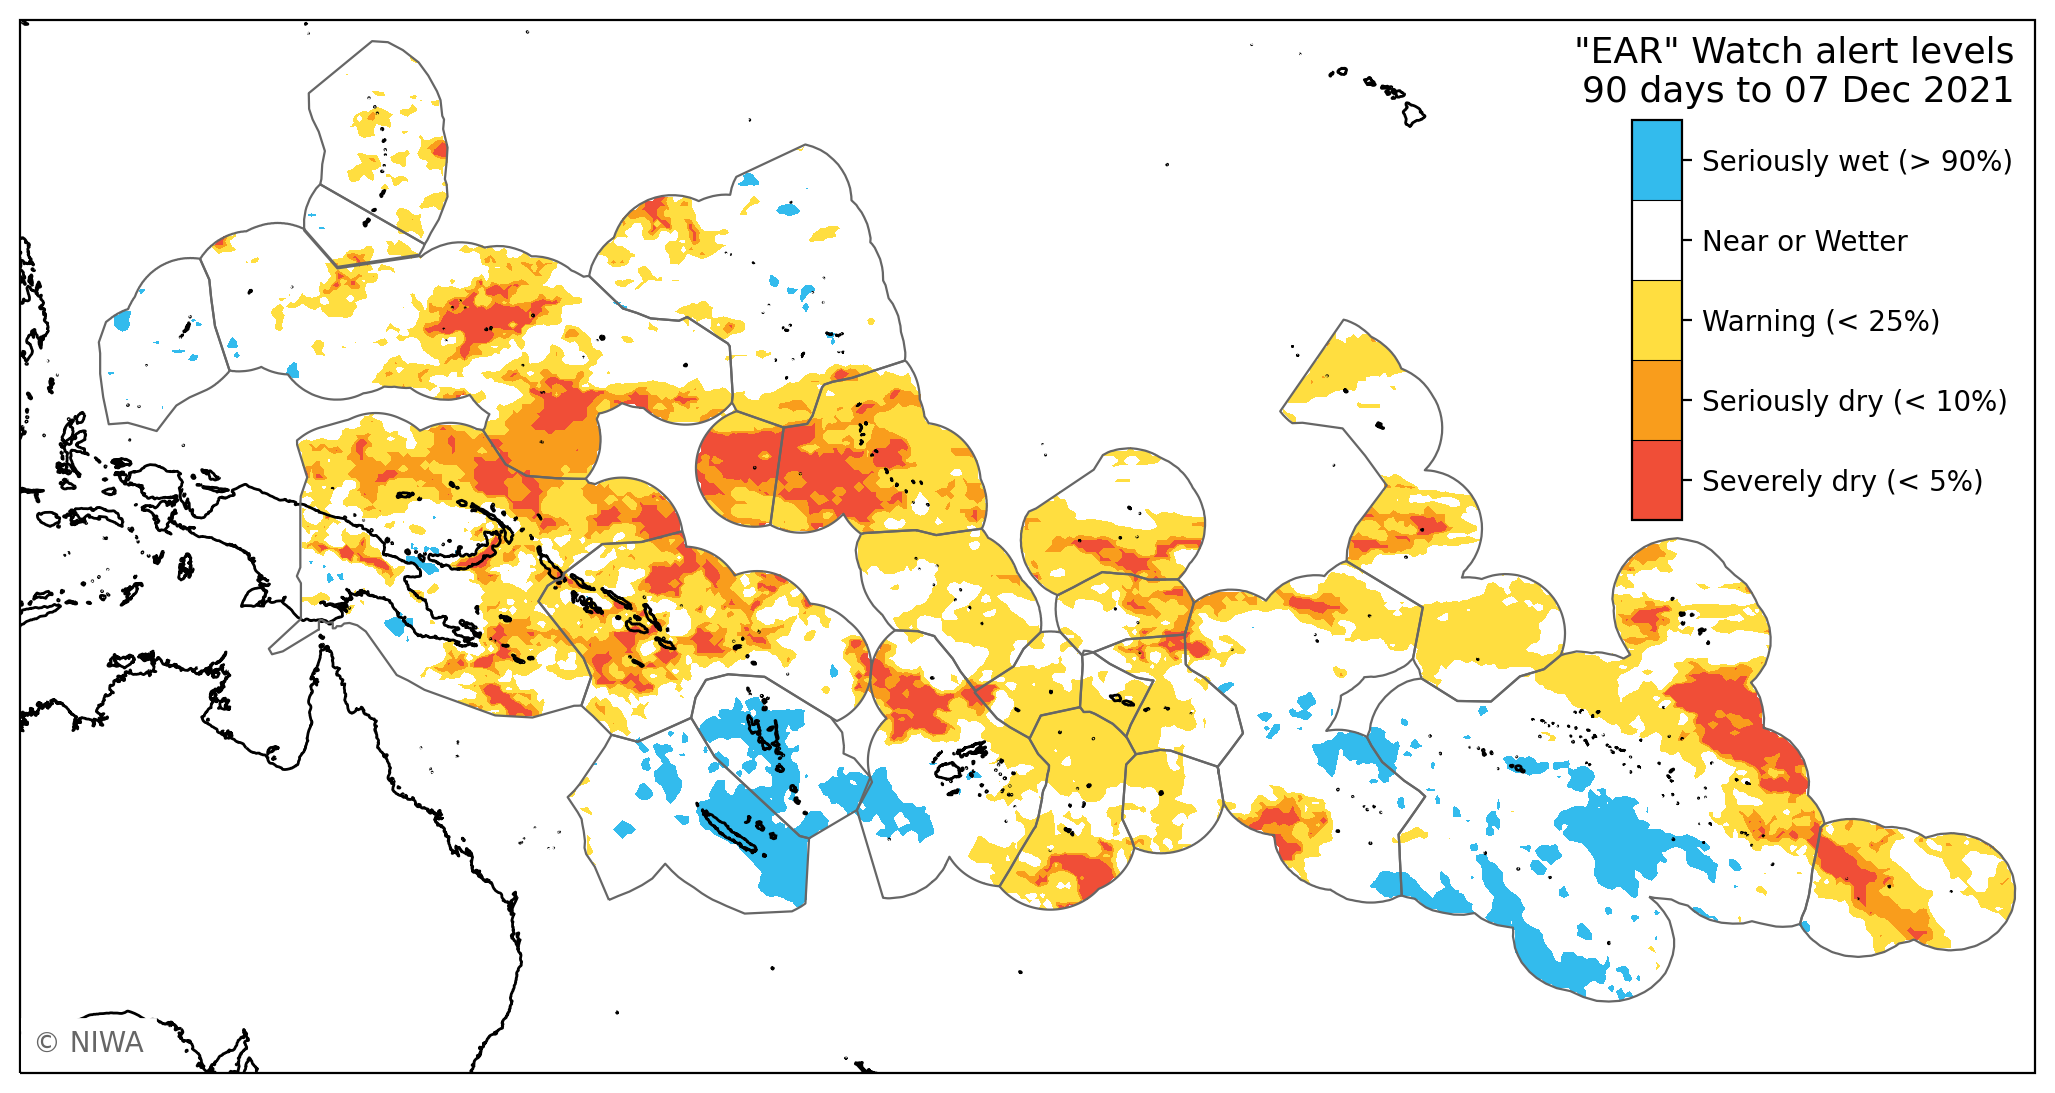 "EAR" Watch alert levels
90 days to 07 Dec 2021
Seriously wet (> 90%)
Near or Wetter
Warning (< 25%)
Seriously dry (< 10%)
Severely dry (< 5%)
© NIWA